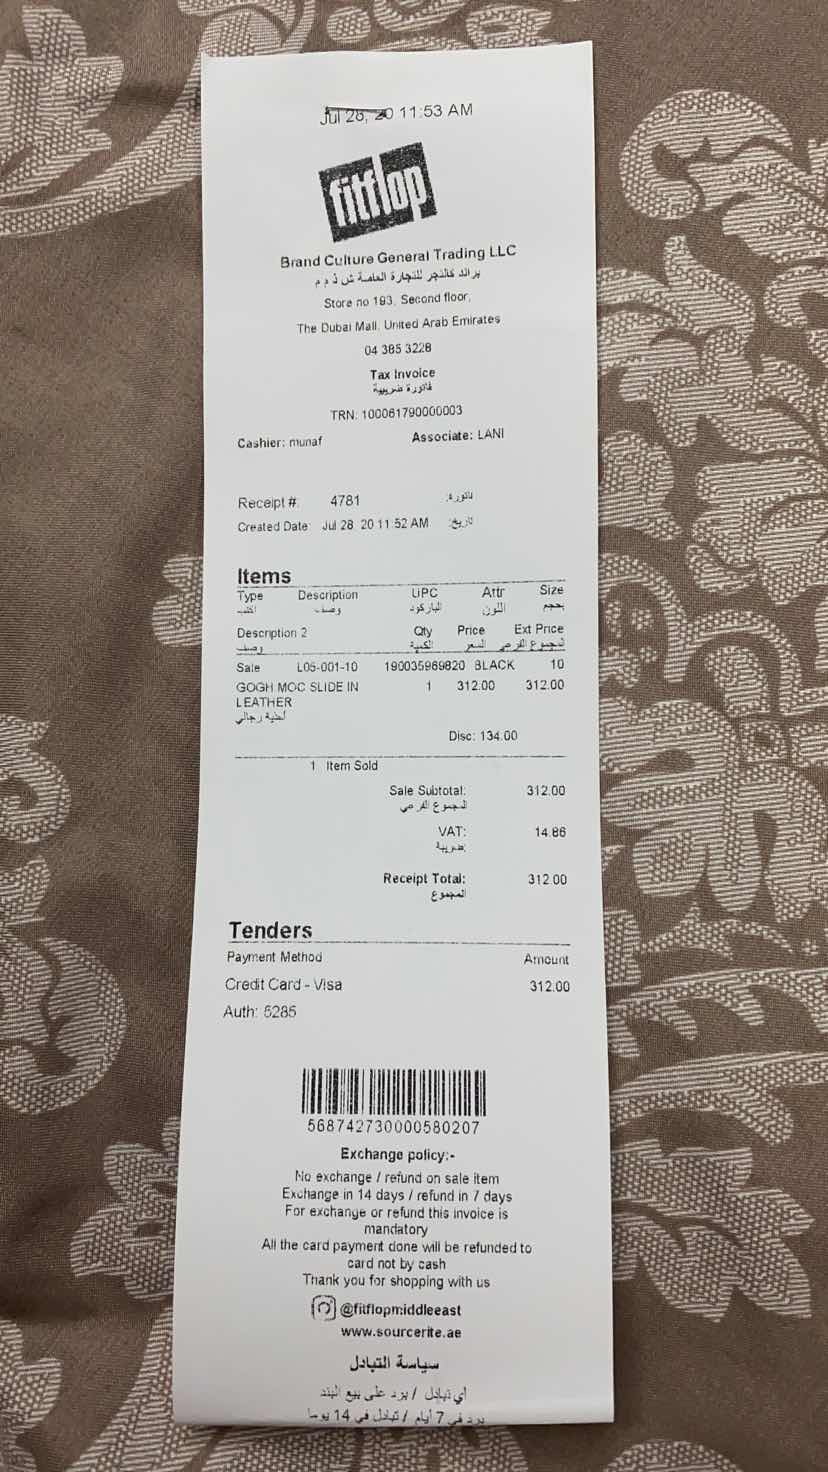 Jul 28, 20 11:53 AM
fitflop
Brand Culture General Trading LLC
براند كالتجر للتجارة العامة ش ذ م م
Store no 193, Second floor,
The Dubai Mall, United Arab Emirates
04 385 3228
Tax Invoice
فاتورة ضريبية
TRN: 100061790000003
Cashier: munaf Associate: LANI
Receipt #: 4781 فاتورة:
Created Date: Jul 28 20 11:52 AM تاريخ:
Items
Type Description UPC Attr Size
وصف الباركود اللون بحجم
Description 2 Qty Price Ext Price
وصف الكمية السعر المجموع الفرعي
Sale L05-001-10 190035969820 BLACK 10
GOGH MOC SLIDE IN 1 312.00 312.00
LEATHER
أحذية رجالي
Disc: 134.00
1 Item Sold
Sale Subtotal: 312.00
المجموع الفرعي
VAT: 14.86
ضريبة:
Receipt Total: 312.00
المجموع
Tenders
Payment Method Amount
Credit Card - Visa 312.00
Auth: 5285
568742730000580207
Exchange policy:-
No exchange / refund on sale item
Exchange in 14 days / refund in 7 days
For exchange or refund this invoice is
mandatory
All the card payment done will be refunded to
card not by cash
Thank you for shopping with us
@fitflopmiddleeast
www.sourcerite.ae
سياسة التبادل
أي تبادل / يرد على بيع البند
يرد في 7 أيام / تبادل في 14 يوما